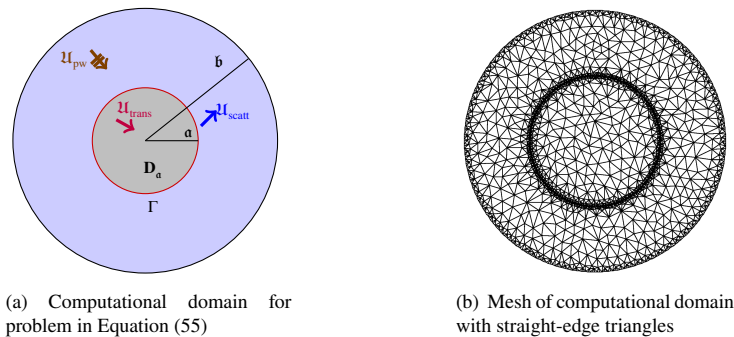 𝔘pw
𝔟
𝔘trans
𝔘scatt
𝔞
D𝔞
Γ
(a) Computational domain for
problem in Equation (55)
(b) Mesh of computational domain
with straight-edge triangles